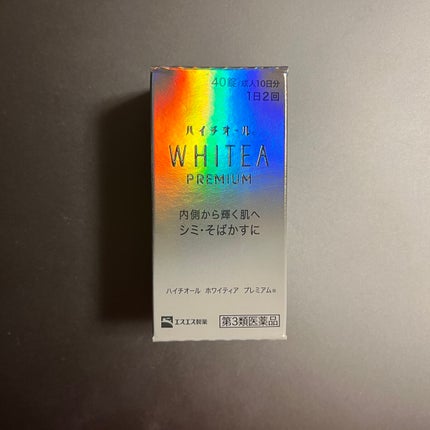 40錠/成人10日分
1日2回
ハイチオール
WHITEA
PREMIUM
内側から輝く肌へ
シミ・そばかすに
ハイチオール ホワイティア プレミアム
エスエス製薬
第3類医薬品